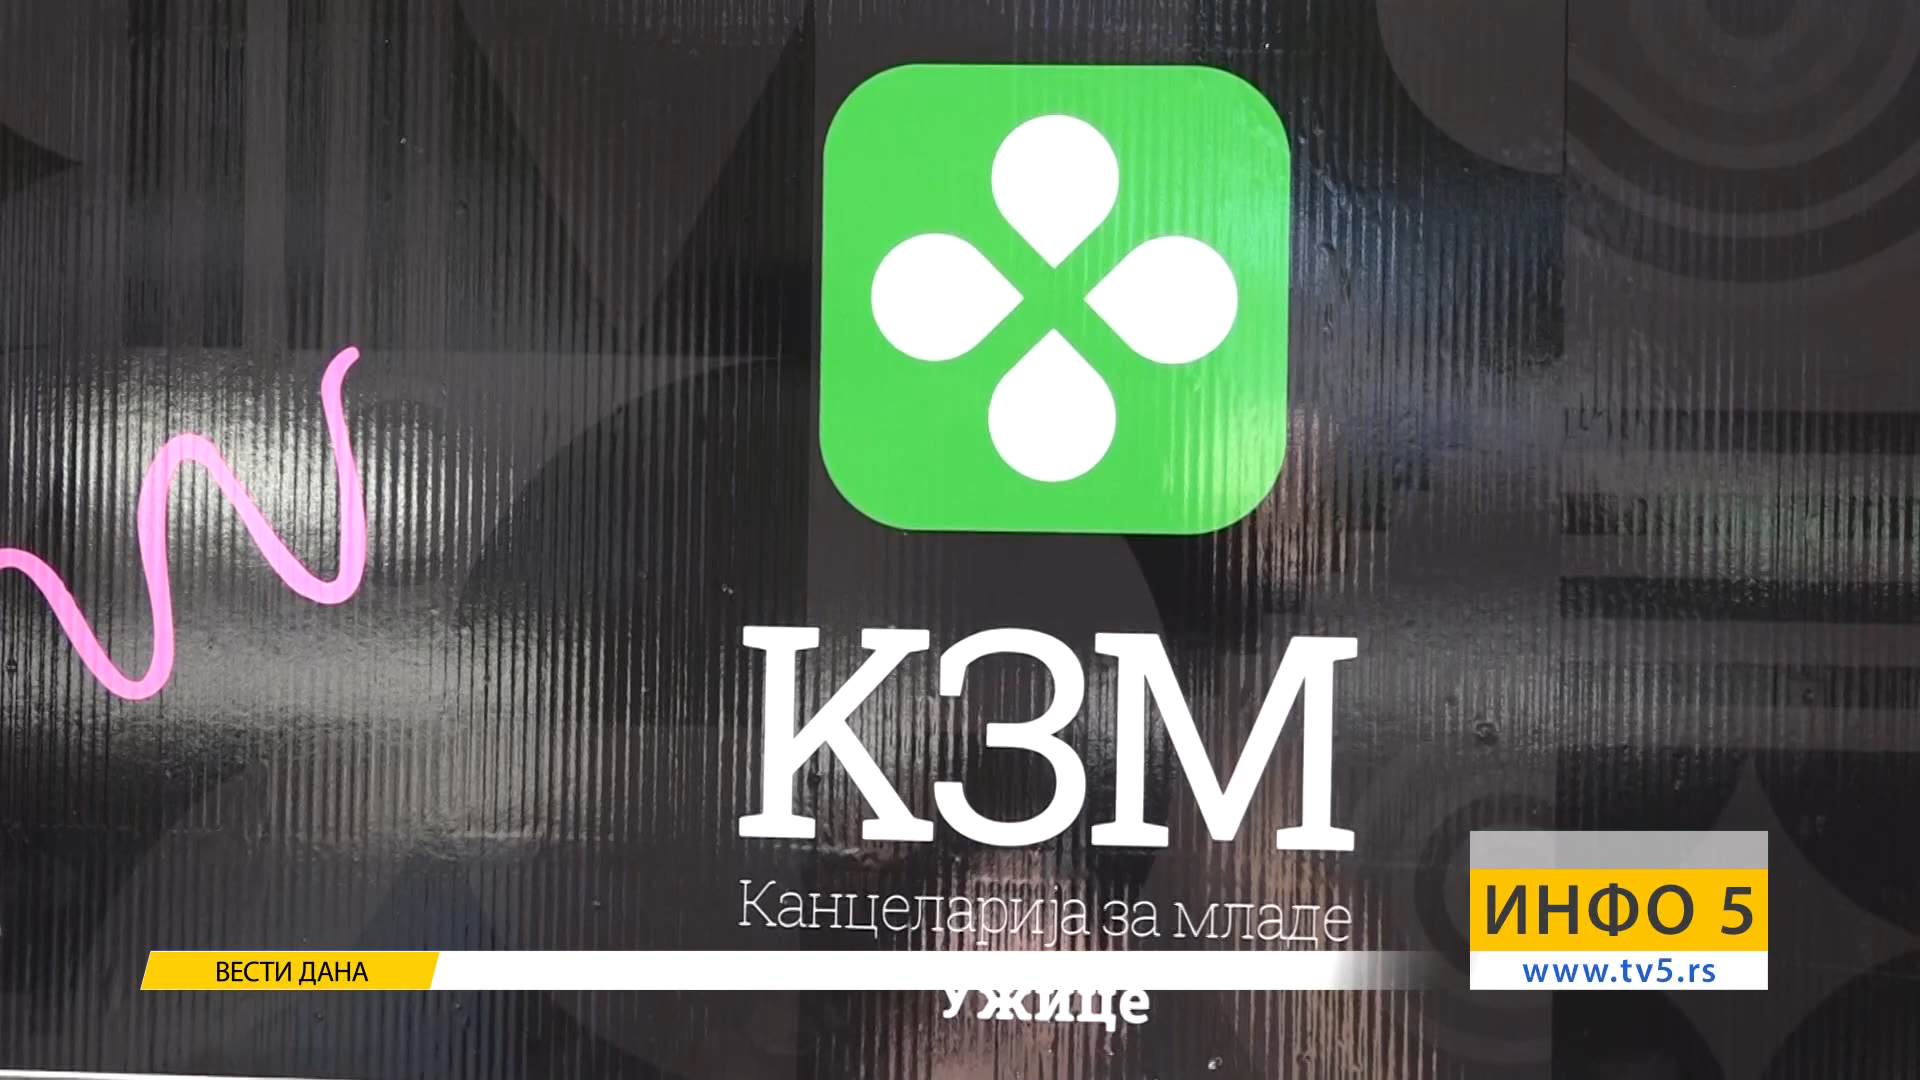 КЗМ
Канцеларија за младе
Ужице
ВЕСТИ ДАНА
ИНФО 5
www.tv5.rs